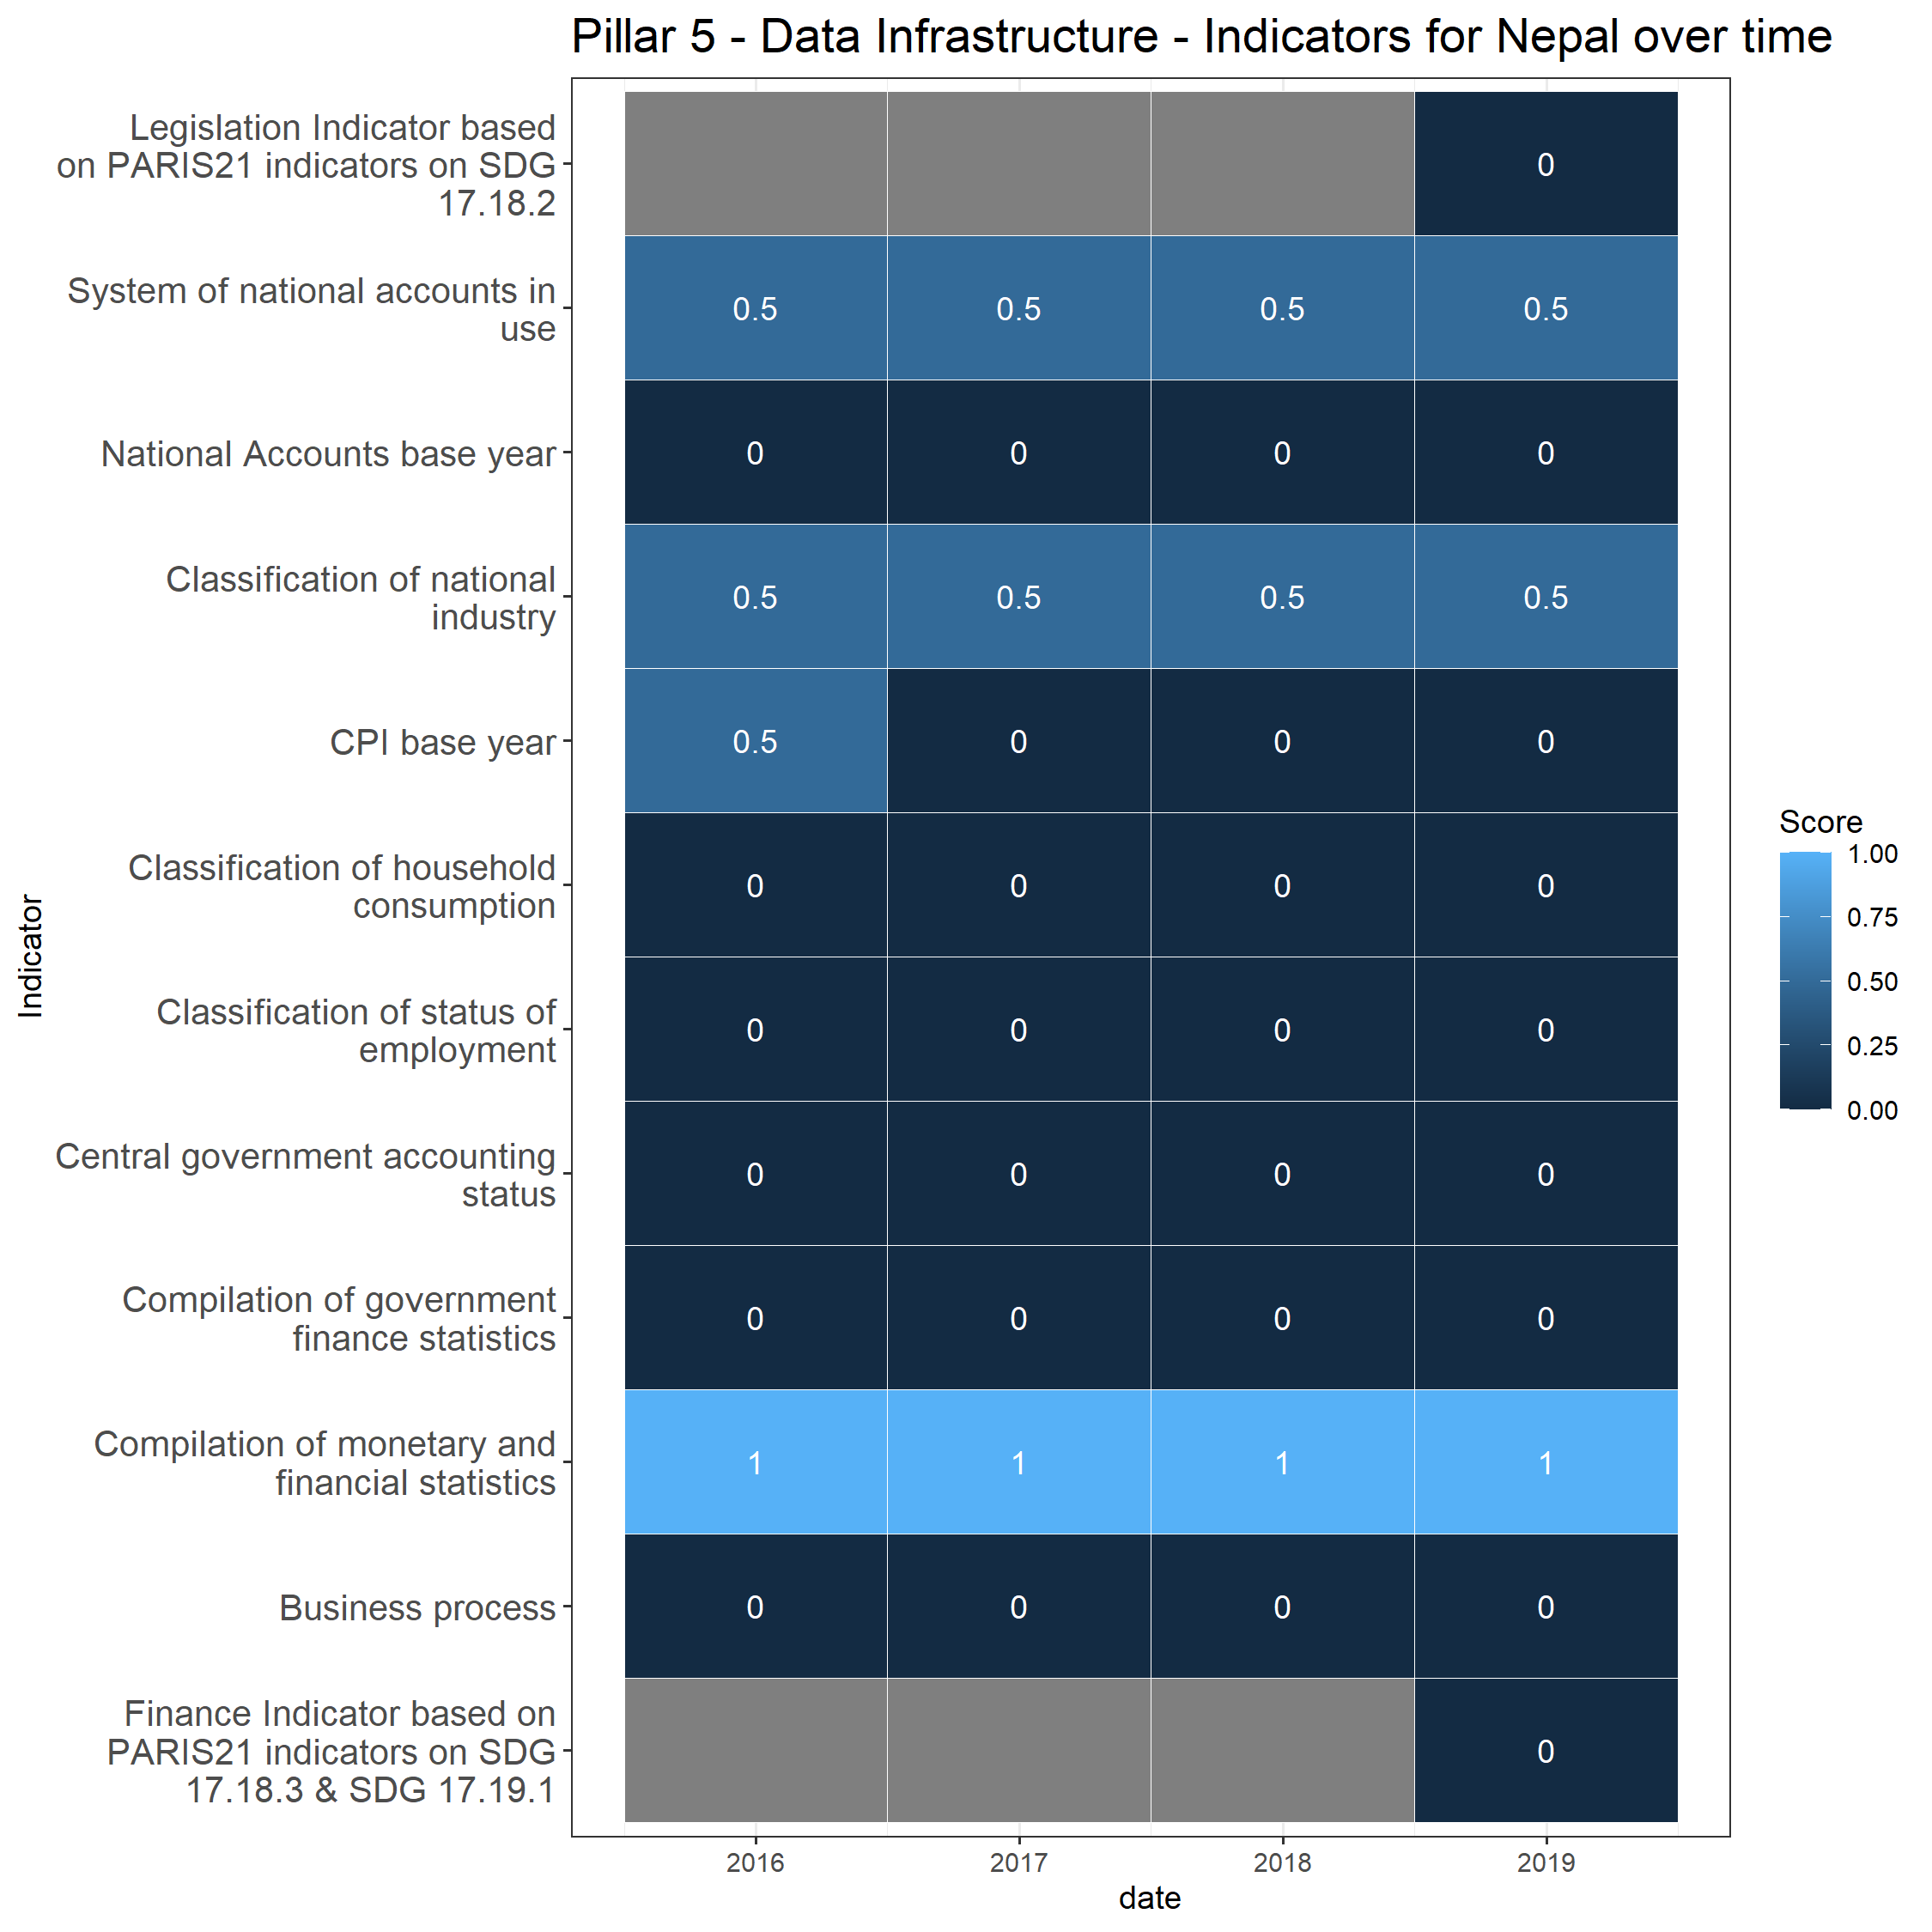 Pillar 5 - Data Infrastructure - Indicators for Nepal over time
Legislation Indicator based
on PARIS21 indicators on SDG
17.18.2
0
System of national accounts in
use
0.5 0.5 0.5 0.5
National Accounts base year
0 0 0 0
Classification of national
industry
0.5 0.5 0.5 0.5
CPI base year
0.5 0 0 0
Classification of household
consumption
0 0 0 0
Classification of status of
employment
0 0 0 0
Central government accounting
status
0 0 0 0
Compilation of government
finance statistics
0 0 0 0
Compilation of monetary and
financial statistics
1 1 1 1
Business process
0 0 0 0
Finance Indicator based on
PARIS21 indicators on SDG
17.18.3 & SDG 17.19.1
0
2016 2017 2018 2019
date
Indicator
Score
1.00
0.75
0.50
0.25
0.00